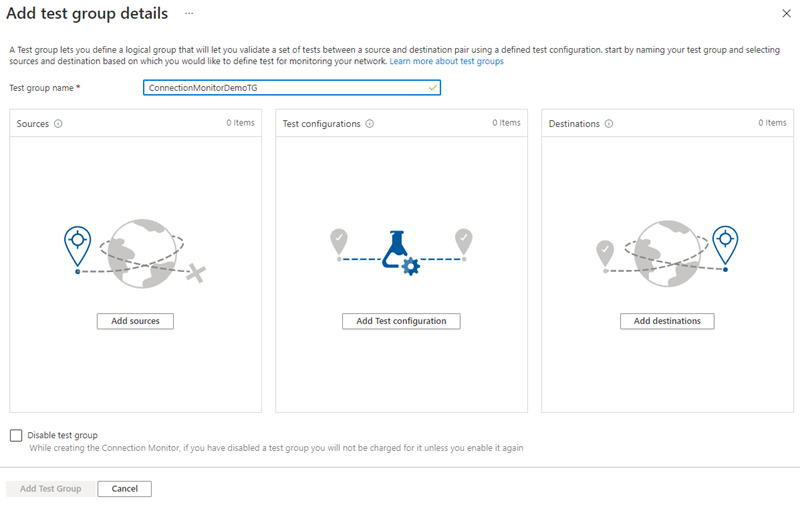 Add test group details ...
A Test group lets you define a logical group that will let you validate a set of tests between a source and destination pair using a defined test configuration. start by naming your test group and selecting
sources and destination based on which you would like to define test for monitoring your network. Learn more about test groups
Test group name * ConnectionMonitorDemoTG
Sources 0 Items
Test configurations 0 Items
Destinations 0 Items
Add sources
Add Test configuration
Add destinations
Disable test group
While creating the Connection Monitor, if you have disabled a test group you will not be charged for it unless you enable it again
Add Test Group Cancel